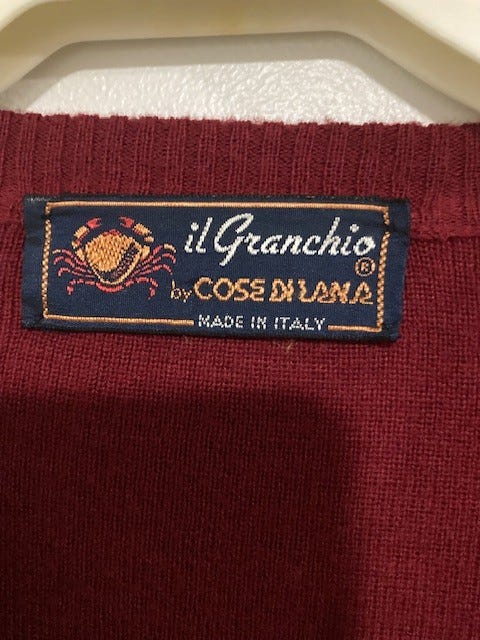 il Granchio
®
by COSE DI LANA
MADE IN ITALY